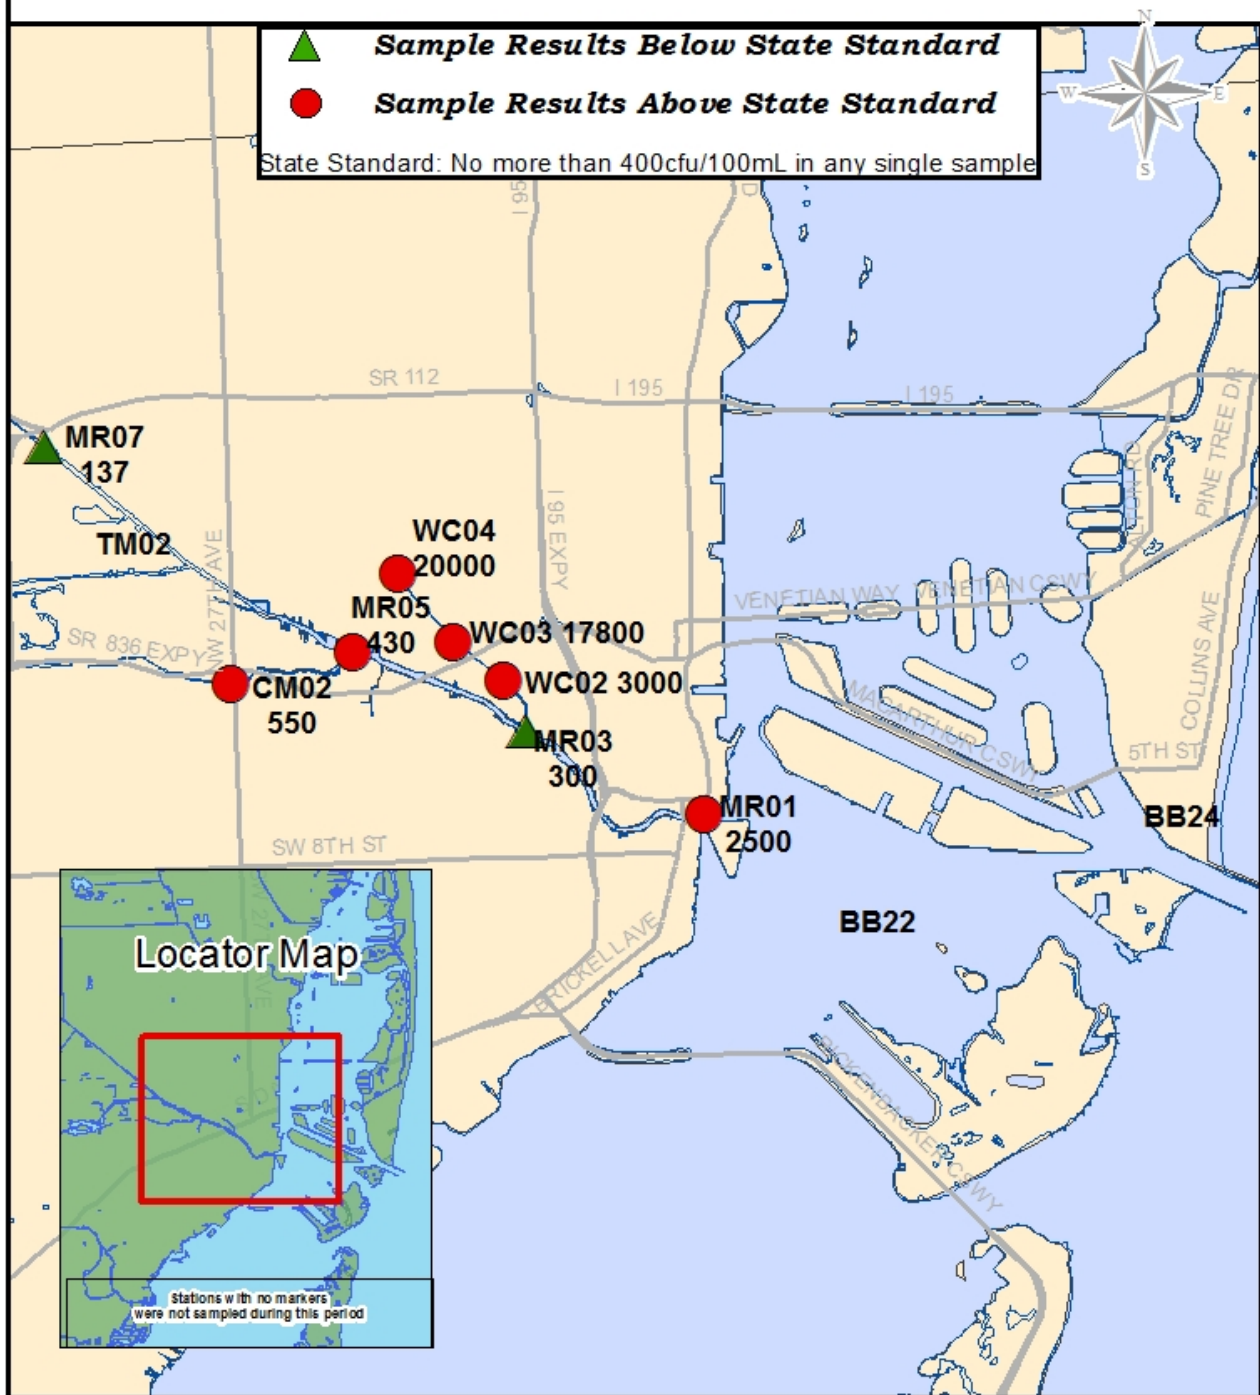 Sample Results Below State Standard
Sample Results Above State Standard
State Standard: No more than 400cfu/100mL in any single sample
N
W
E
S
I 95
D
SR 112
I 195
I 195
PINE TREE DR
ALTON RD
MR07
137
TM02
NW 27TH AVE
I 95 EXPY
WC04
20000
MR05
430
WC03 17800
WC02 3000
VENETIAN WAY
VENETIAN CSWY
SR 836 EXPY
CM02
550
MR03
300
MACARTHUR CSWY
COLLINS AVE
5TH ST
MR01
2500
BB24
SW 8TH ST
BB22
BRICKELL AVE
RICKENBACKER CSWY
Locator Map
Stations with no markers
were not sampled during this period